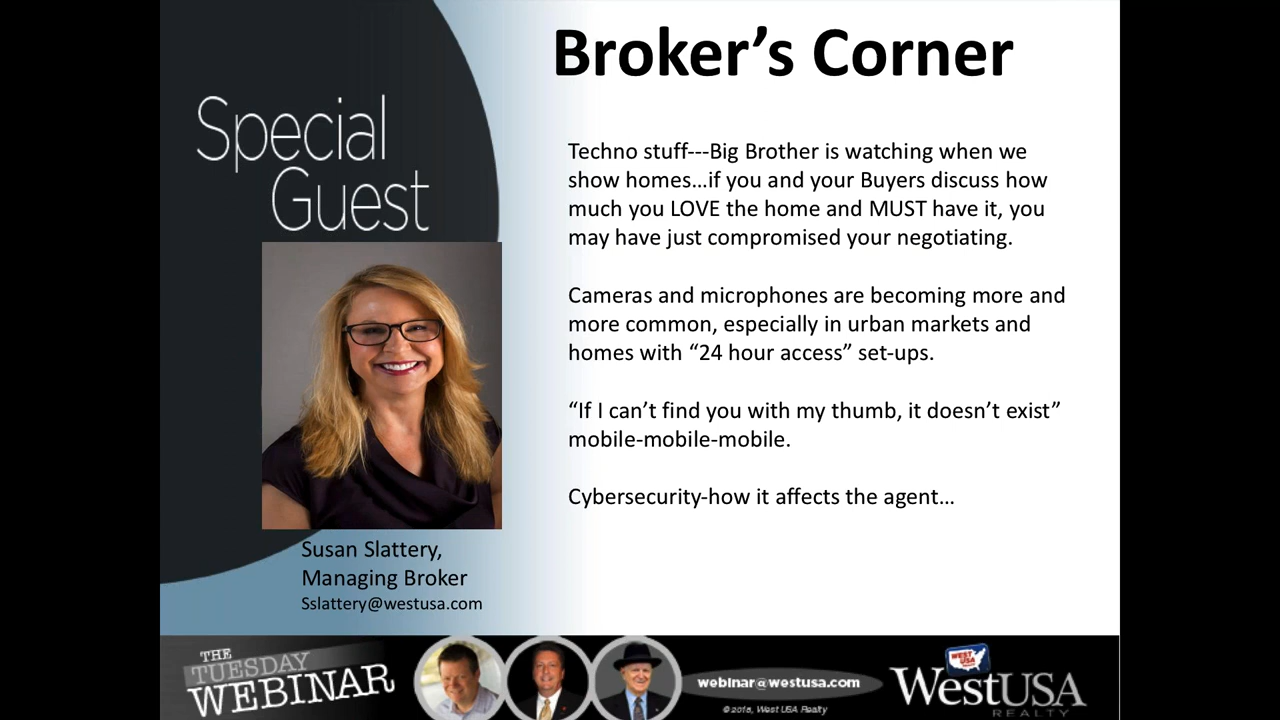 Broker’s Corner
Special
Guest
Techno stuff---Big Brother is watching when we
show homes…if you and your Buyers discuss how
much you LOVE the home and MUST have it, you
may have just compromised your negotiating.
Cameras and microphones are becoming more and
more common, especially in urban markets and
homes with “24 hour access” set-ups.
“If I can’t find you with my thumb, it doesn’t exist”
mobile-mobile-mobile.
Cybersecurity-how it affects the agent…
Susan Slattery,
Managing Broker
Sslattery@westusa.com
THE
TUESDAY
WEBINAR
webinar@westusa.com
© 2016, West USA Realty
WEST
USA
WestUSA
REALTY